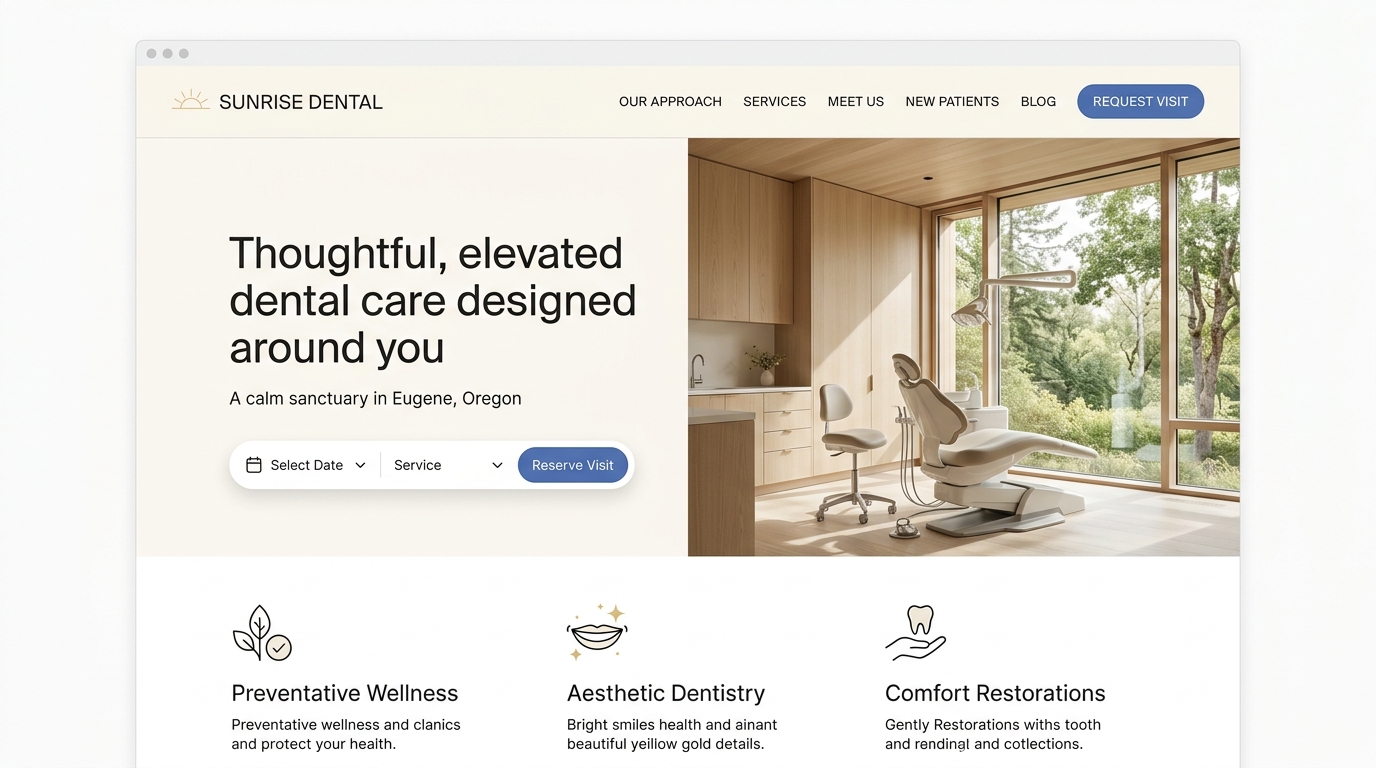 SUNRISE DENTAL
OUR APPROACH
SERVICES
MEET US
NEW PATIENTS
BLOG
REQUEST VISIT
Thoughtful, elevated
dental care designed
around you
A calm sanctuary in Eugene, Oregon
Select Date
Service
Reserve Visit
Preventative Wellness
Preventative wellness and clanics
and protect your health.
Aesthetic Dentistry
Bright smiles health and ainant
beautiful yeillow gold details.
Comfort Restorations
Gently Restorations withs tooth
and rendingl and cotlections.